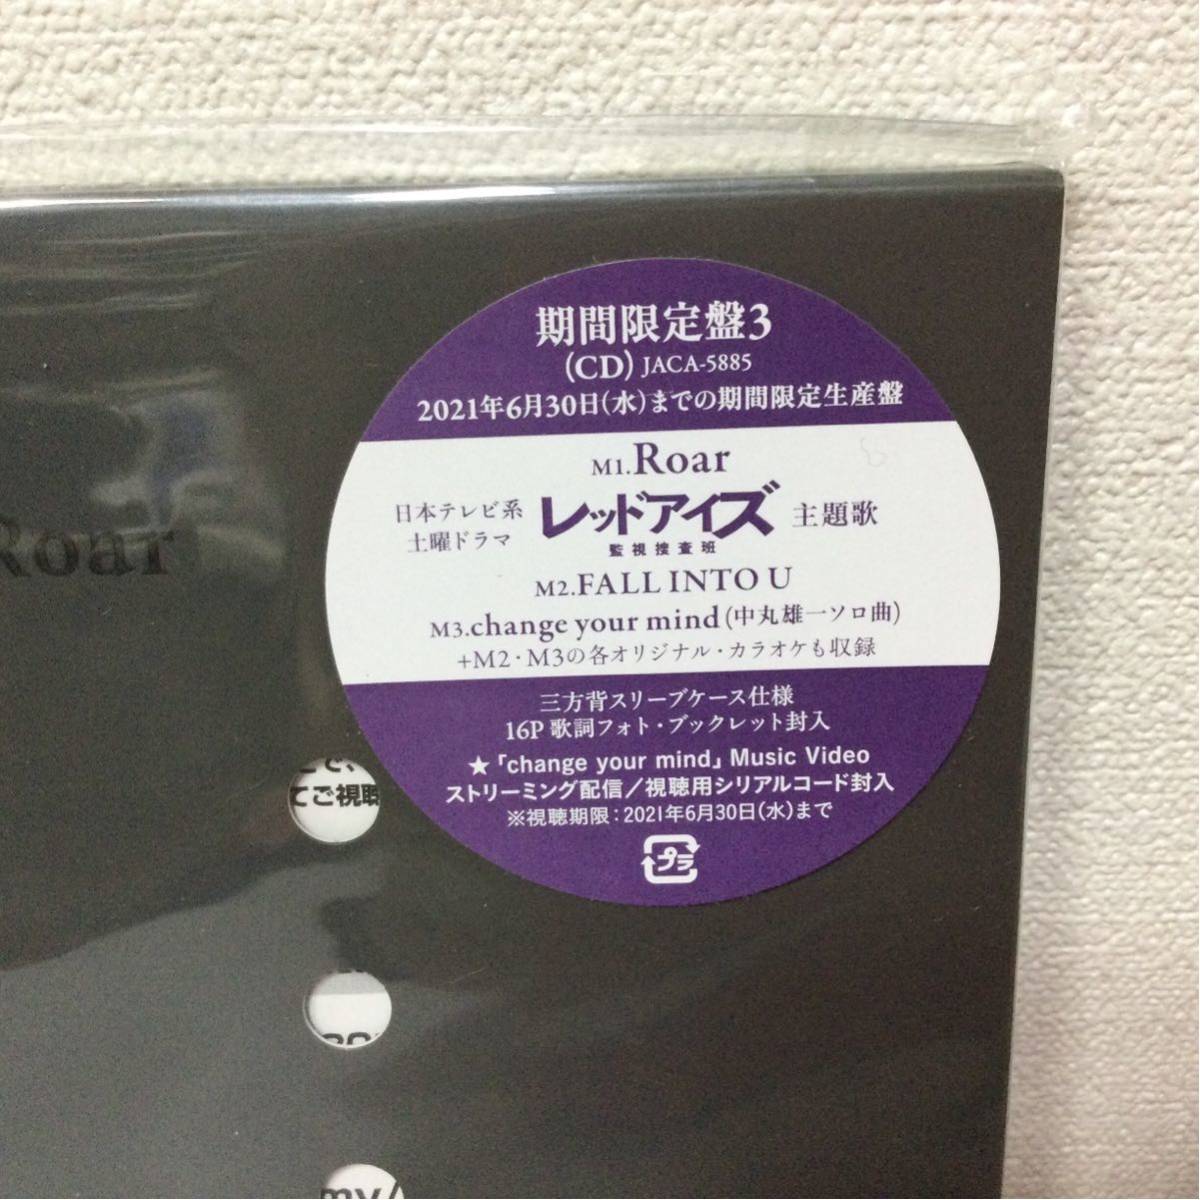 期間限定盤3
(CD) JACA-5885
2021年6月30日(水)までの期間限定生産盤
M1.Roar
日本テレビ系
土曜ドラマ
レッドアイズ
監視捜査班
主題歌
M2.FALL INTO U
M3.change your mind(中丸雄一ソロ曲)
+M2・M3の各オリジナル・カラオケも収録
三方背スリーブケース仕様
16P 歌詞フォト・ブックレット封入
★「change your mind」Music Video
ストリーミング配信/視聴用シリアルコード封入
※視聴期限:2021年6月30日(水)まで
プラ
Roar
てご視聴
my/